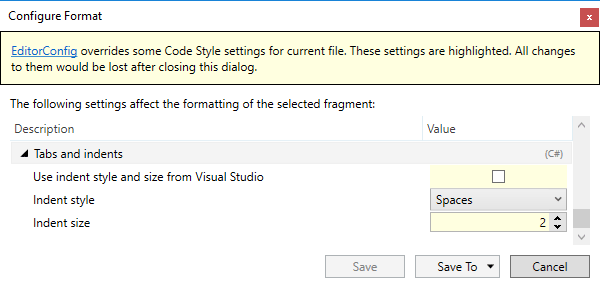 Configure Format
x
EditorConfig overrides some Code Style settings for current file. These settings are highlighted. All changes
to them would be lost after closing this dialog.
The following settings affect the formatting of the selected fragment:
Description Value
Tabs and indents (C#)
Use indent style and size from Visual Studio
Indent style Spaces
Indent size 2
Save Save To Cancel